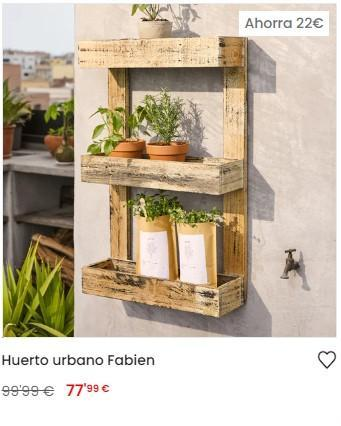 Ahorra 22€
Huerto urbano Fabien
99'99 € 77'99 €